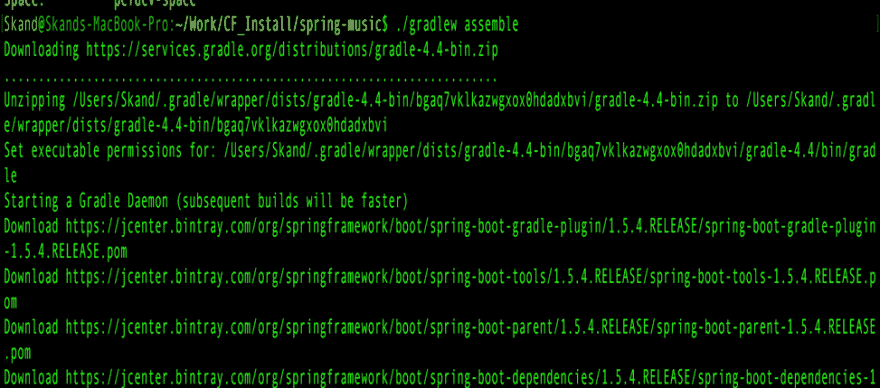 Space: pcfdev-space
Skand@Skands-MacBook-Pro:~/Work/CF_Install/spring-music$ ./gradlew assemble
Downloading https://services.gradle.org/distributions/gradle-4.4-bin.zip
........................................................................
Unzipping /Users/Skand/.gradle/wrapper/dists/gradle-4.4-bin/bgaq7vklkazwgxox0hdadxbvi/gradle-4.4-bin.zip to /Users/Skand/.gradl
e/wrapper/dists/gradle-4.4-bin/bgaq7vklkazwgxox0hdadxbvi
Set executable permissions for: /Users/Skand/.gradle/wrapper/dists/gradle-4.4-bin/bgaq7vklkazwgxox0hdadxbvi/gradle-4.4/bin/grad
le
Starting a Gradle Daemon (subsequent builds will be faster)
Download https://jcenter.bintray.com/org/springframework/boot/spring-boot-gradle-plugin/1.5.4.RELEASE/spring-boot-gradle-plugin
-1.5.4.RELEASE.pom
Download https://jcenter.bintray.com/org/springframework/boot/spring-boot-tools/1.5.4.RELEASE/spring-boot-tools-1.5.4.RELEASE.p
om
Download https://jcenter.bintray.com/org/springframework/boot/spring-boot-parent/1.5.4.RELEASE/spring-boot-parent-1.5.4.RELEASE
.pom
Download https://jcenter.bintray.com/org/springframework/boot/spring-boot-dependencies/1.5.4.RELEASE/spring-boot-dependencies-1